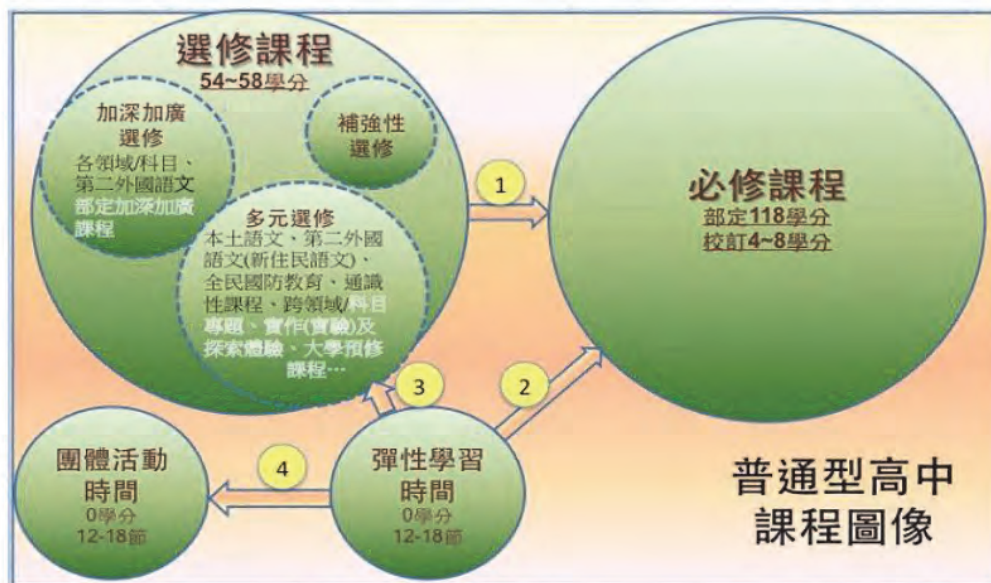 選修課程
54~58學分
加深加廣
選修
各領域/科目、
第二外國語文
部定加深加廣
課程
補強性
選修
多元選修
本土語文、第二外國
語文(新住民語文)、
全民國防教育、通識
性課程、跨領域/科目
專題、實作(實驗)及
探索體驗、大學預修
課程…
1
必修課程
部定118學分
校訂4~8學分
3
2
團體活動
時間
0學分
12-18節
4
彈性學習
時間
0學分
12-18節
普通型高中
課程圖像